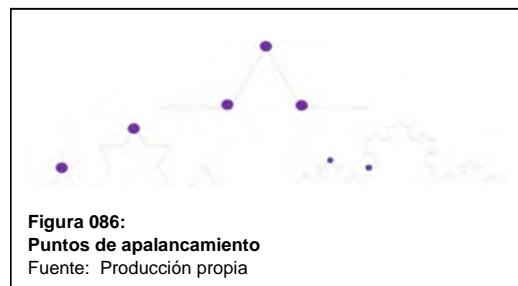 Figura 086:
Puntos de apalancamiento
Fuente: Producción propia